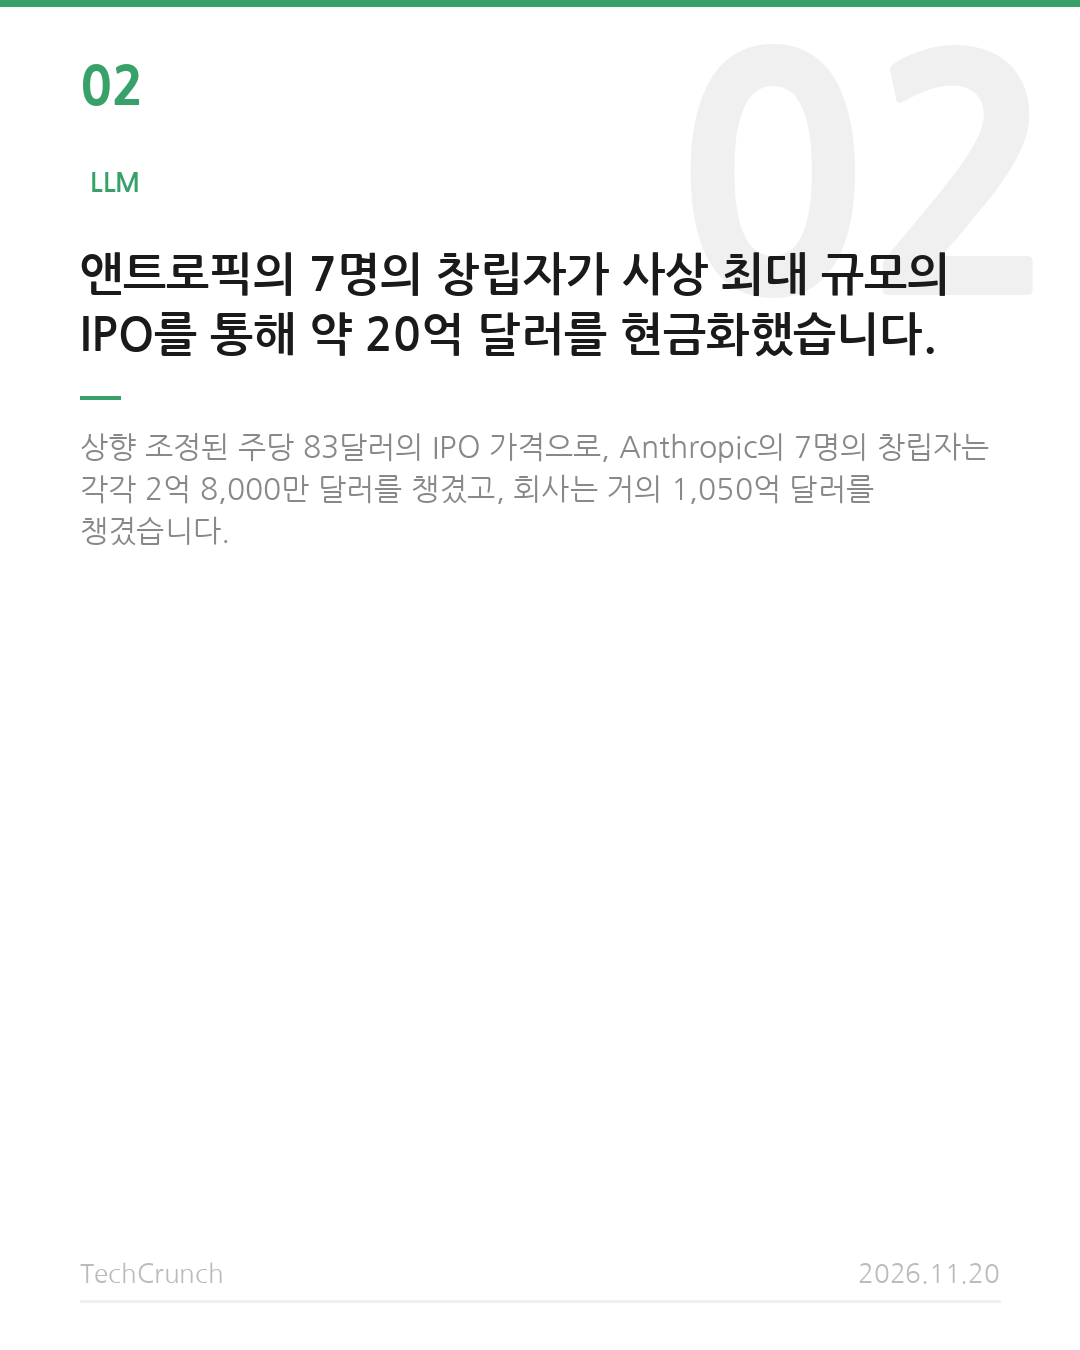 02
02
LLM
앤트로픽의 7명의 창립자가 사상 최대 규모의
IPO를 통해 약 20억 달러를 현금화했습니다.
상향 조정된 주당 83달러의 IPO 가격으로, Anthropic의 7명의 창립자는
각각 2억 8,000만 달러를 챙겼고, 회사는 거의 1,050억 달러를
챙겼습니다.
TechCrunch
2026.11.20